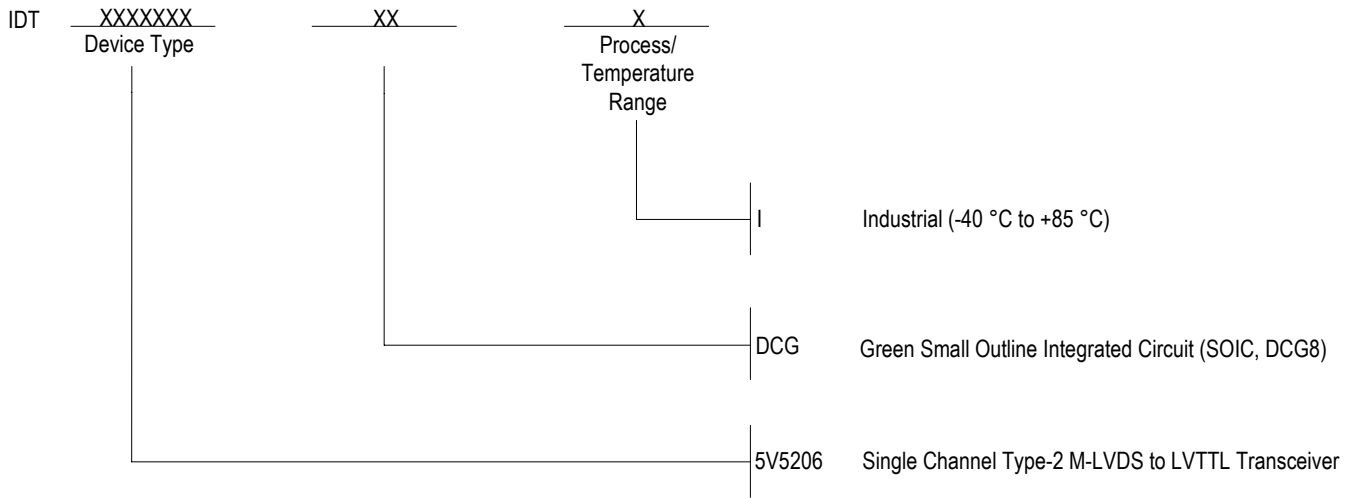 IDT XXXXXXX XX X
Device Type
Process/
Temperature
Range
I Industrial (-40 °C to +85 °C)
DCG Green Small Outline Integrated Circuit (SOIC, DCG8)
5V5206 Single Channel Type-2 M-LVDS to LVTTL Transceiver